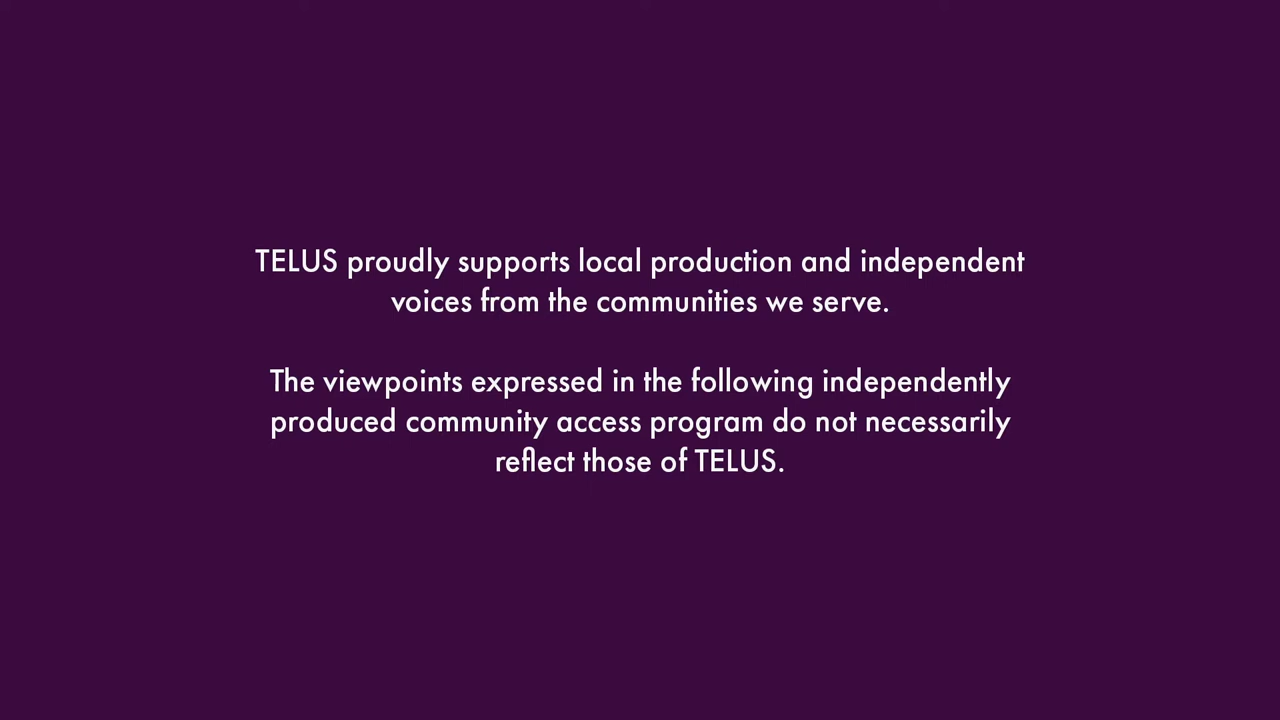 TELUS proudly supports local production and independent
voices from the communities we serve.
The viewpoints expressed in the following independently
produced community access program do not necessarily
reflect those of TELUS.